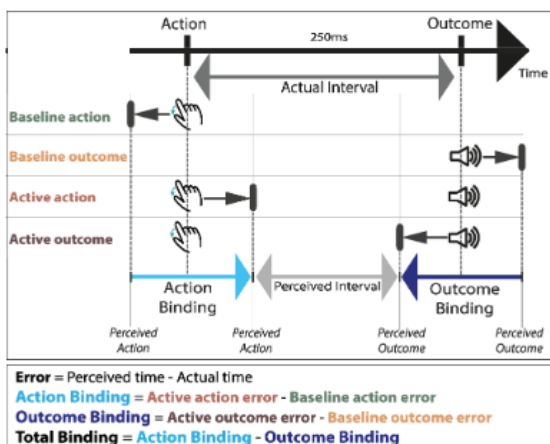 Action Outcome
250ms
Time
Actual Interval
Baseline action
Baseline outcome
Active action
Active outcome
Action Binding
Perceived Interval
Outcome Binding
Perceived Action
Perceived Action
Perceived Outcome
Perceived Outcome
Error = Perceived time - Actual time
Action Binding = Active action error - Baseline action error
Outcome Binding = Active outcome error - Baseline outcome error
Total Binding = Action Binding - Outcome Binding